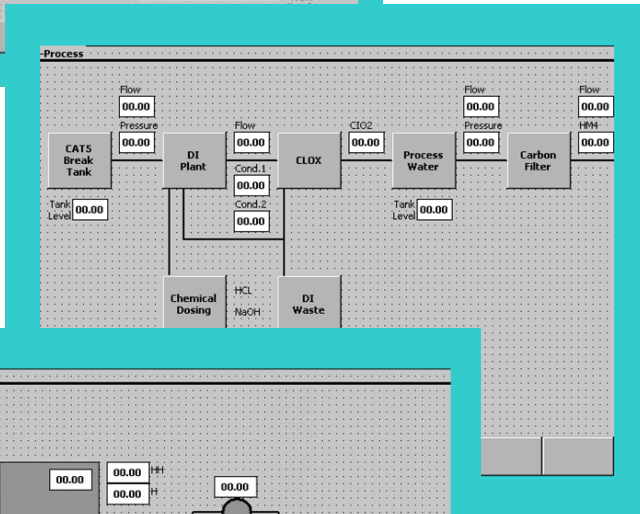 Process
Flow
Flow
Flow
00.00
00.00
00.00
Pressure
Flow
ClO2
Pressure
HM4
CAT5
Break
Tank
00.00
DI
Plant
00.00
CLOX
00.00
Process
Water
00.00
Carbon
Filter
00.00
Cond.1
00.00
Cond.2
Tank
Level
00.00
00.00
Tank
Level
00.00
Chemical
Dosing
HCL
NaOH
DI
Waste
00.00
00.00
HH
00.00
H
00.00